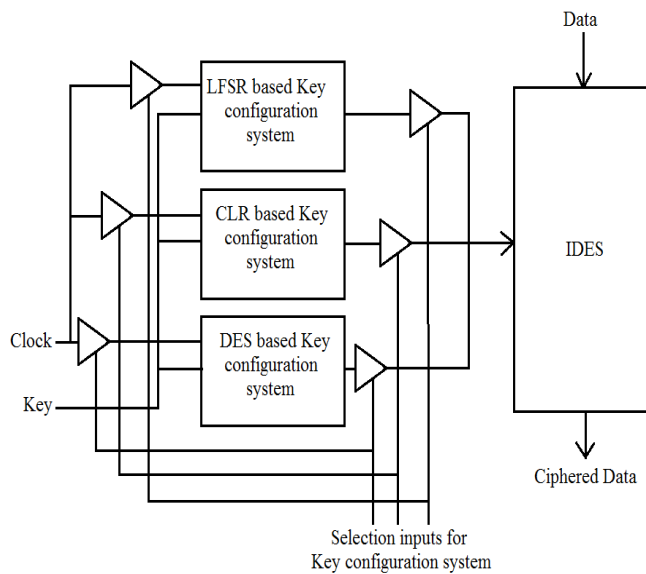 Data
LFSR based Key
configuration
system
CLR based Key
configuration
system
IDES
DES based Key
configuration
system
Clock
Key
Ciphered Data
Selection inputs for
Key configuration system